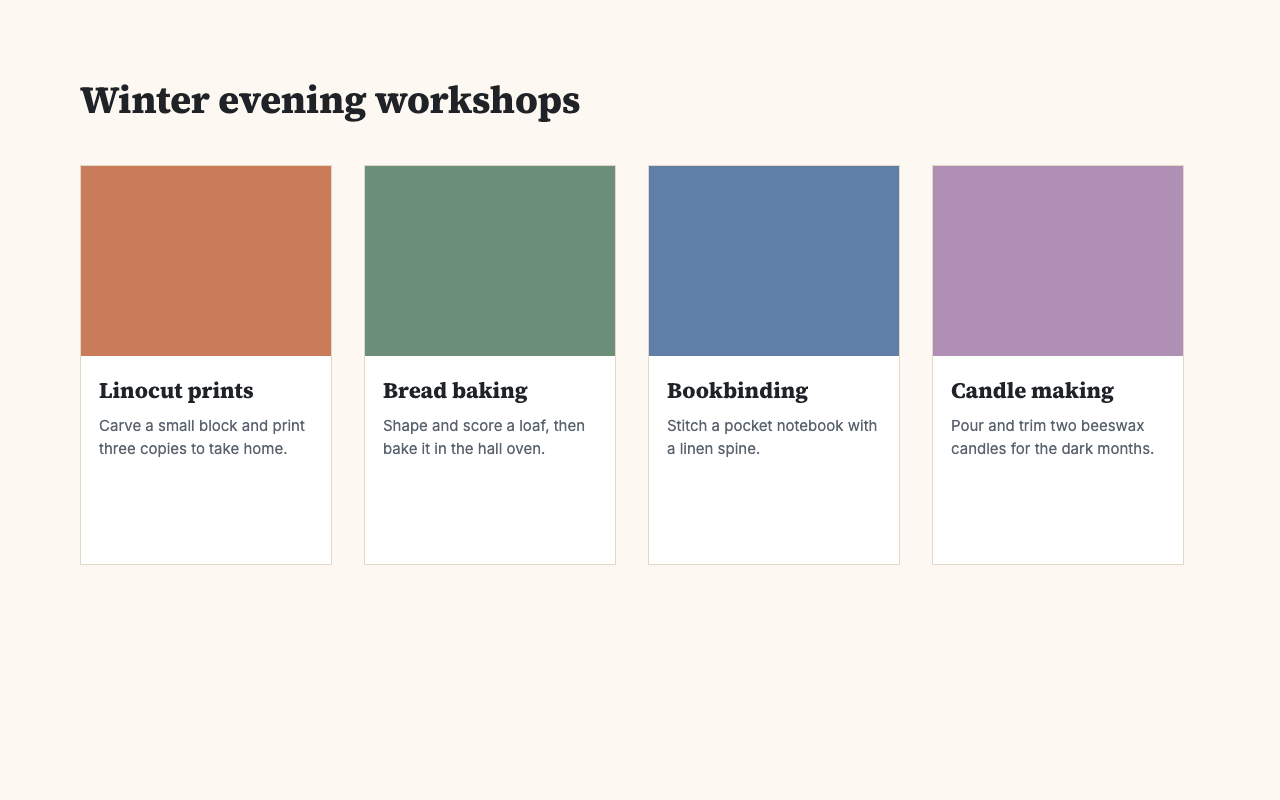 Winter evening workshops
Linocut prints
Carve a small block and print
three copies to take home.
Bread baking
Shape and score a loaf, then
bake it in the hall oven.
Bookbinding
Stitch a pocket notebook with
a linen spine.
Candle making
Pour and trim two beeswax
candles for the dark months.